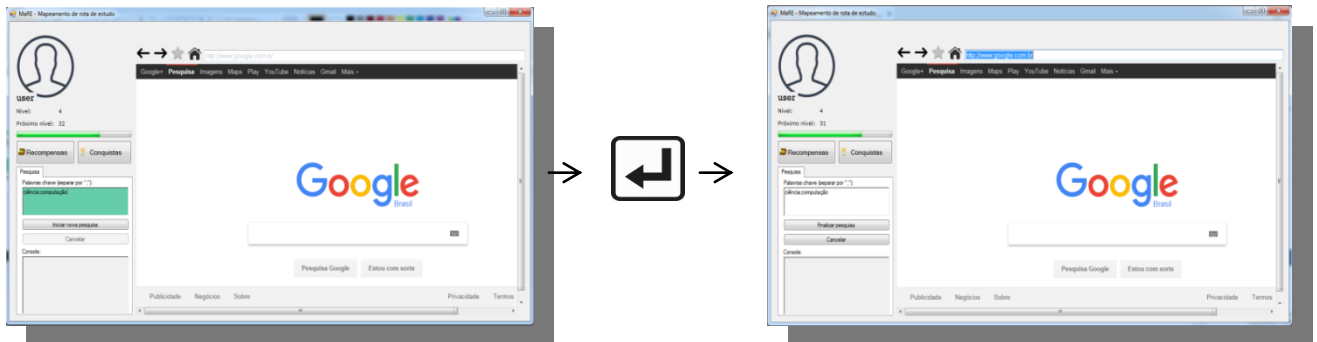 MaRE - Mapeamento de rota de estudo
http://www.google.com.br
Google+ Pesquisa Imagens Maps Play YouTube Notícias Gmail Mais
user
Nível: 4
Próximo nível: 32
Recompensas Conquistas
Pesquisa
Palavras chave (separar por ";"):
ciência;computação
Iniciar nova pesquisa
Cancelar
Console:
Google
Brasil
Pesquisa Google Estou com sorte
Publicidade Negócios Sobre Privacidade Termos
MaRE - Mapeamento de rota de estudo
http://www.google.com.br
Google+ Pesquisa Imagens Maps Play YouTube Notícias Gmail Mais
user
Nível: 4
Próximo nível: 31
Recompensas Conquistas
Pesquisa
Palavras chave (separar por ";"):
ciência;computação
Finalizar pesquisa
Cancelar
Console:
Google
Brasil
Pesquisa Google Estou com sorte
Publicidade Negócios Sobre Privacidade Termos